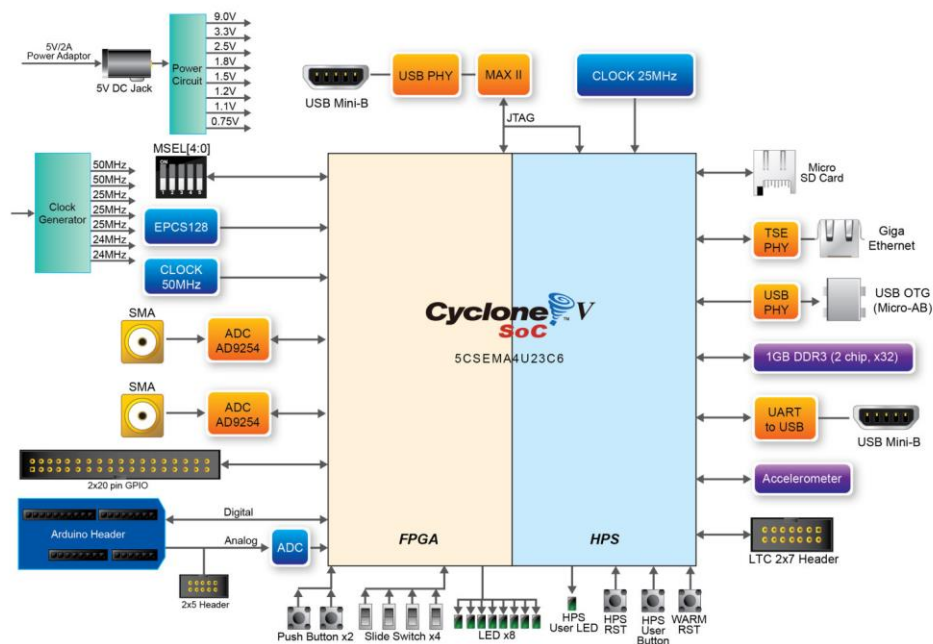 5V/2A
Power Adaptor
5V DC Jack
Power
Circuit
9.0V
3.3V
2.5V
1.8V
1.5V
1.2V
1.1V
0.75V
USB Mini-B
USB PHY
MAX II
CLOCK 25MHz
JTAG
MSEL[4:0]
Clock
Generator
50MHz
50MHz
25MHz
25MHz
25MHz
24MHz
24MHz
EPCS128
CLOCK
50MHz
SMA
ADC
AD9254
SMA
ADC
AD9254
2x20 pin GPIO
Arduino Header
Digital
Analog
ADC
2x5 Header
Cyclone V
SoC
5CSEMA4U23C6
FPGA
HPS
Micro
SD Card
TSE
PHY
Giga
Ethernet
USB
PHY
USB OTG
(Micro-AB)
1GB DDR3 (2 chip, x32)
UART
to USB
USB Mini-B
Accelerometer
LTC 2x7 Header
Push Button x2
Slide Switch x4
LED x8
HPS
User LED
HPS
RST
HPS
User
Button
WARM
RST